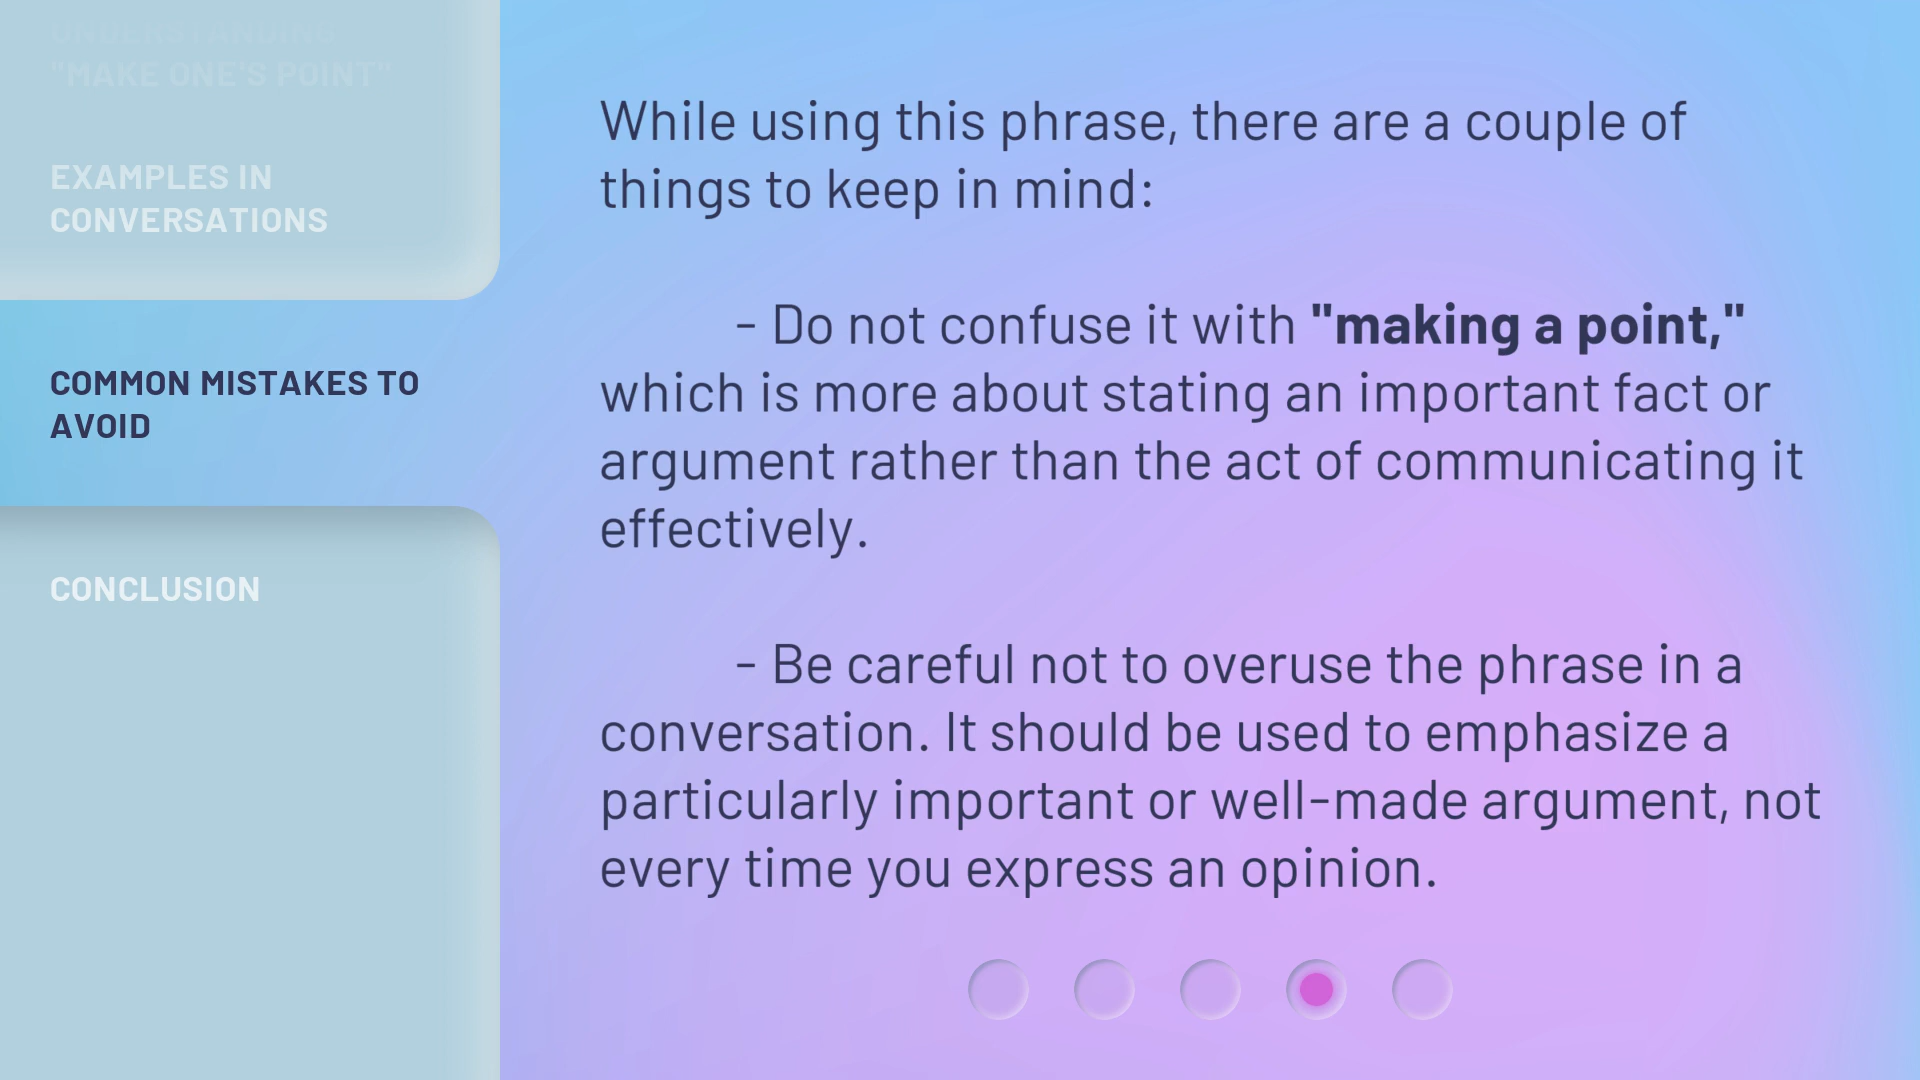 UNDERSTANDING
"MAKE ONE'S POINT"
EXAMPLES IN
CONVERSATIONS
COMMON MISTAKES TO
AVOID
CONCLUSION
While using this phrase, there are a couple of
things to keep in mind:
- Do not confuse it with "making a point,"
which is more about stating an important fact or
argument rather than the act of communicating it
effectively.
- Be careful not to overuse the phrase in a
conversation. It should be used to emphasize a
particularly important or well-made argument, not
every time you express an opinion.